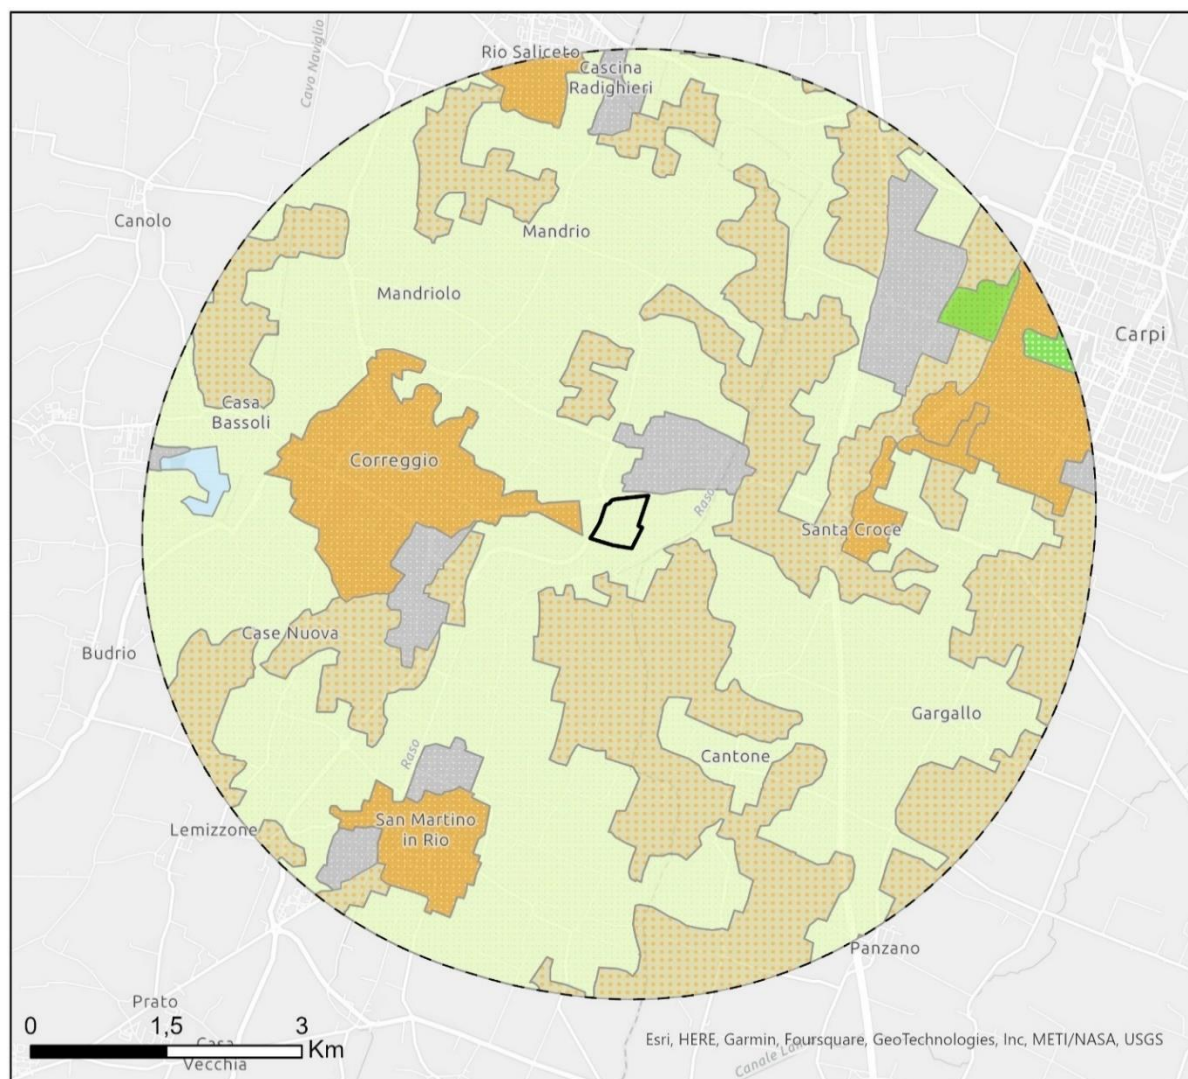 Rio Saliceto
Cascina
Radighieri
Cavo Naviglio
Canolo
Mandrio
Mandriolo
Carpi
Casa
Bassoli
Correggio
Raso
Santa Croce
Case Nuova
Budrio
Gargallo
Raso
Cantone
San Martino
in Rio
Lemizzone
Panzano
Prato
0 1,5 3
Km
Casa
Vecchia
Esri, HERE, Garmin, Foursquare, GeoTechnologies, Inc, METI/NASA, USGS
Canale